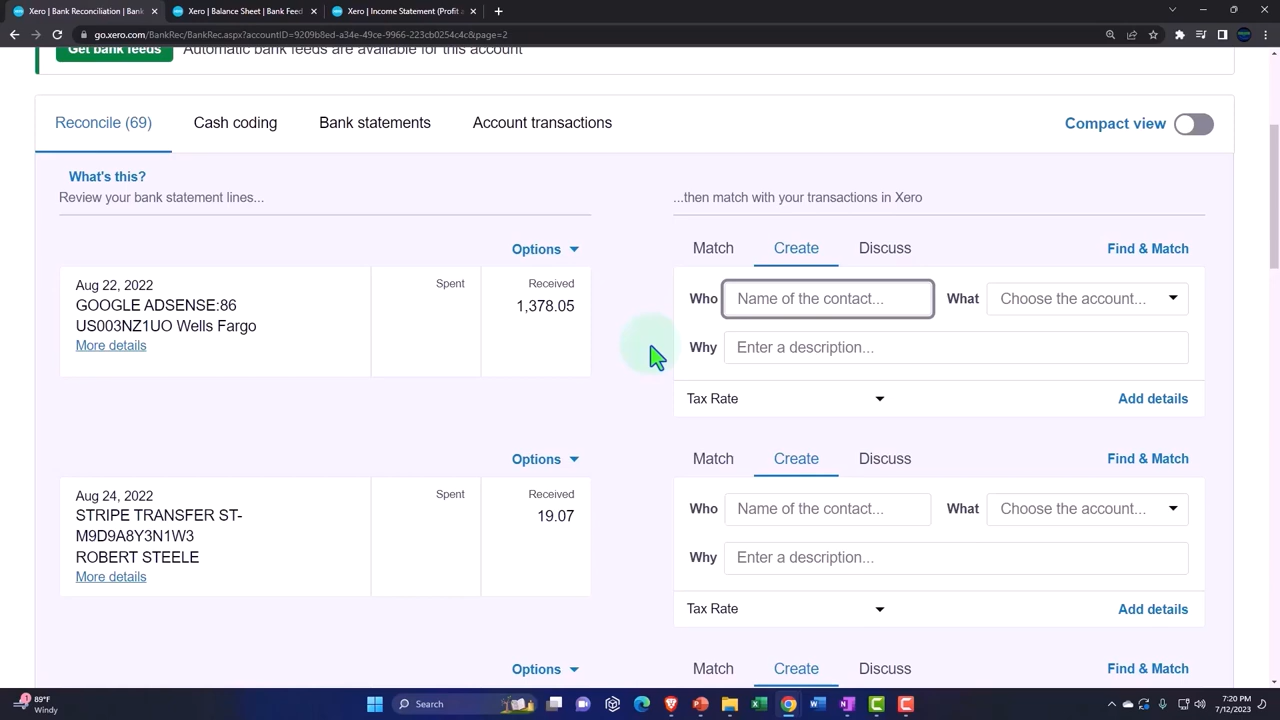 Xero | Reconciliation | Bank
Xero | Balance Sheet | Bank Feed
Xero | Income Statement (Profit a
go.xero.com/BankRec/BankRec.aspx?accountID=9209b8ed-a34e-49ce-9966-223cb0254c4c&page=2
Get bank feeds
Automatic bank feeds are available for this account
Reconcile (69)
Cash coding
Bank statements
Account transactions
Compact view
What's this?
Review your bank statement lines...
...then match with your transactions in Xero
Options
Match
Create
Discuss
Find & Match
Aug 22, 2022
GOOGLE ADSENSE:86
US003NZ1UO Wells Fargo
More details
Spent
Received
1,378.05
Who
Name of the contact...
What
Choose the account...
Why
Enter a description...
Tax Rate
Add details
Options
Match
Create
Discuss
Find & Match
Aug 24, 2022
STRIPE TRANSFER ST-
M9D9A8Y3N1W3
ROBERT STEELE
More details
Spent
Received
19.07
Who
Name of the contact...
What
Choose the account...
Why
Enter a description...
Tax Rate
Add details
Options
Match
Create
Discuss
Find & Match
89°F
Windy
Search
7:20 PM
7/12/2023